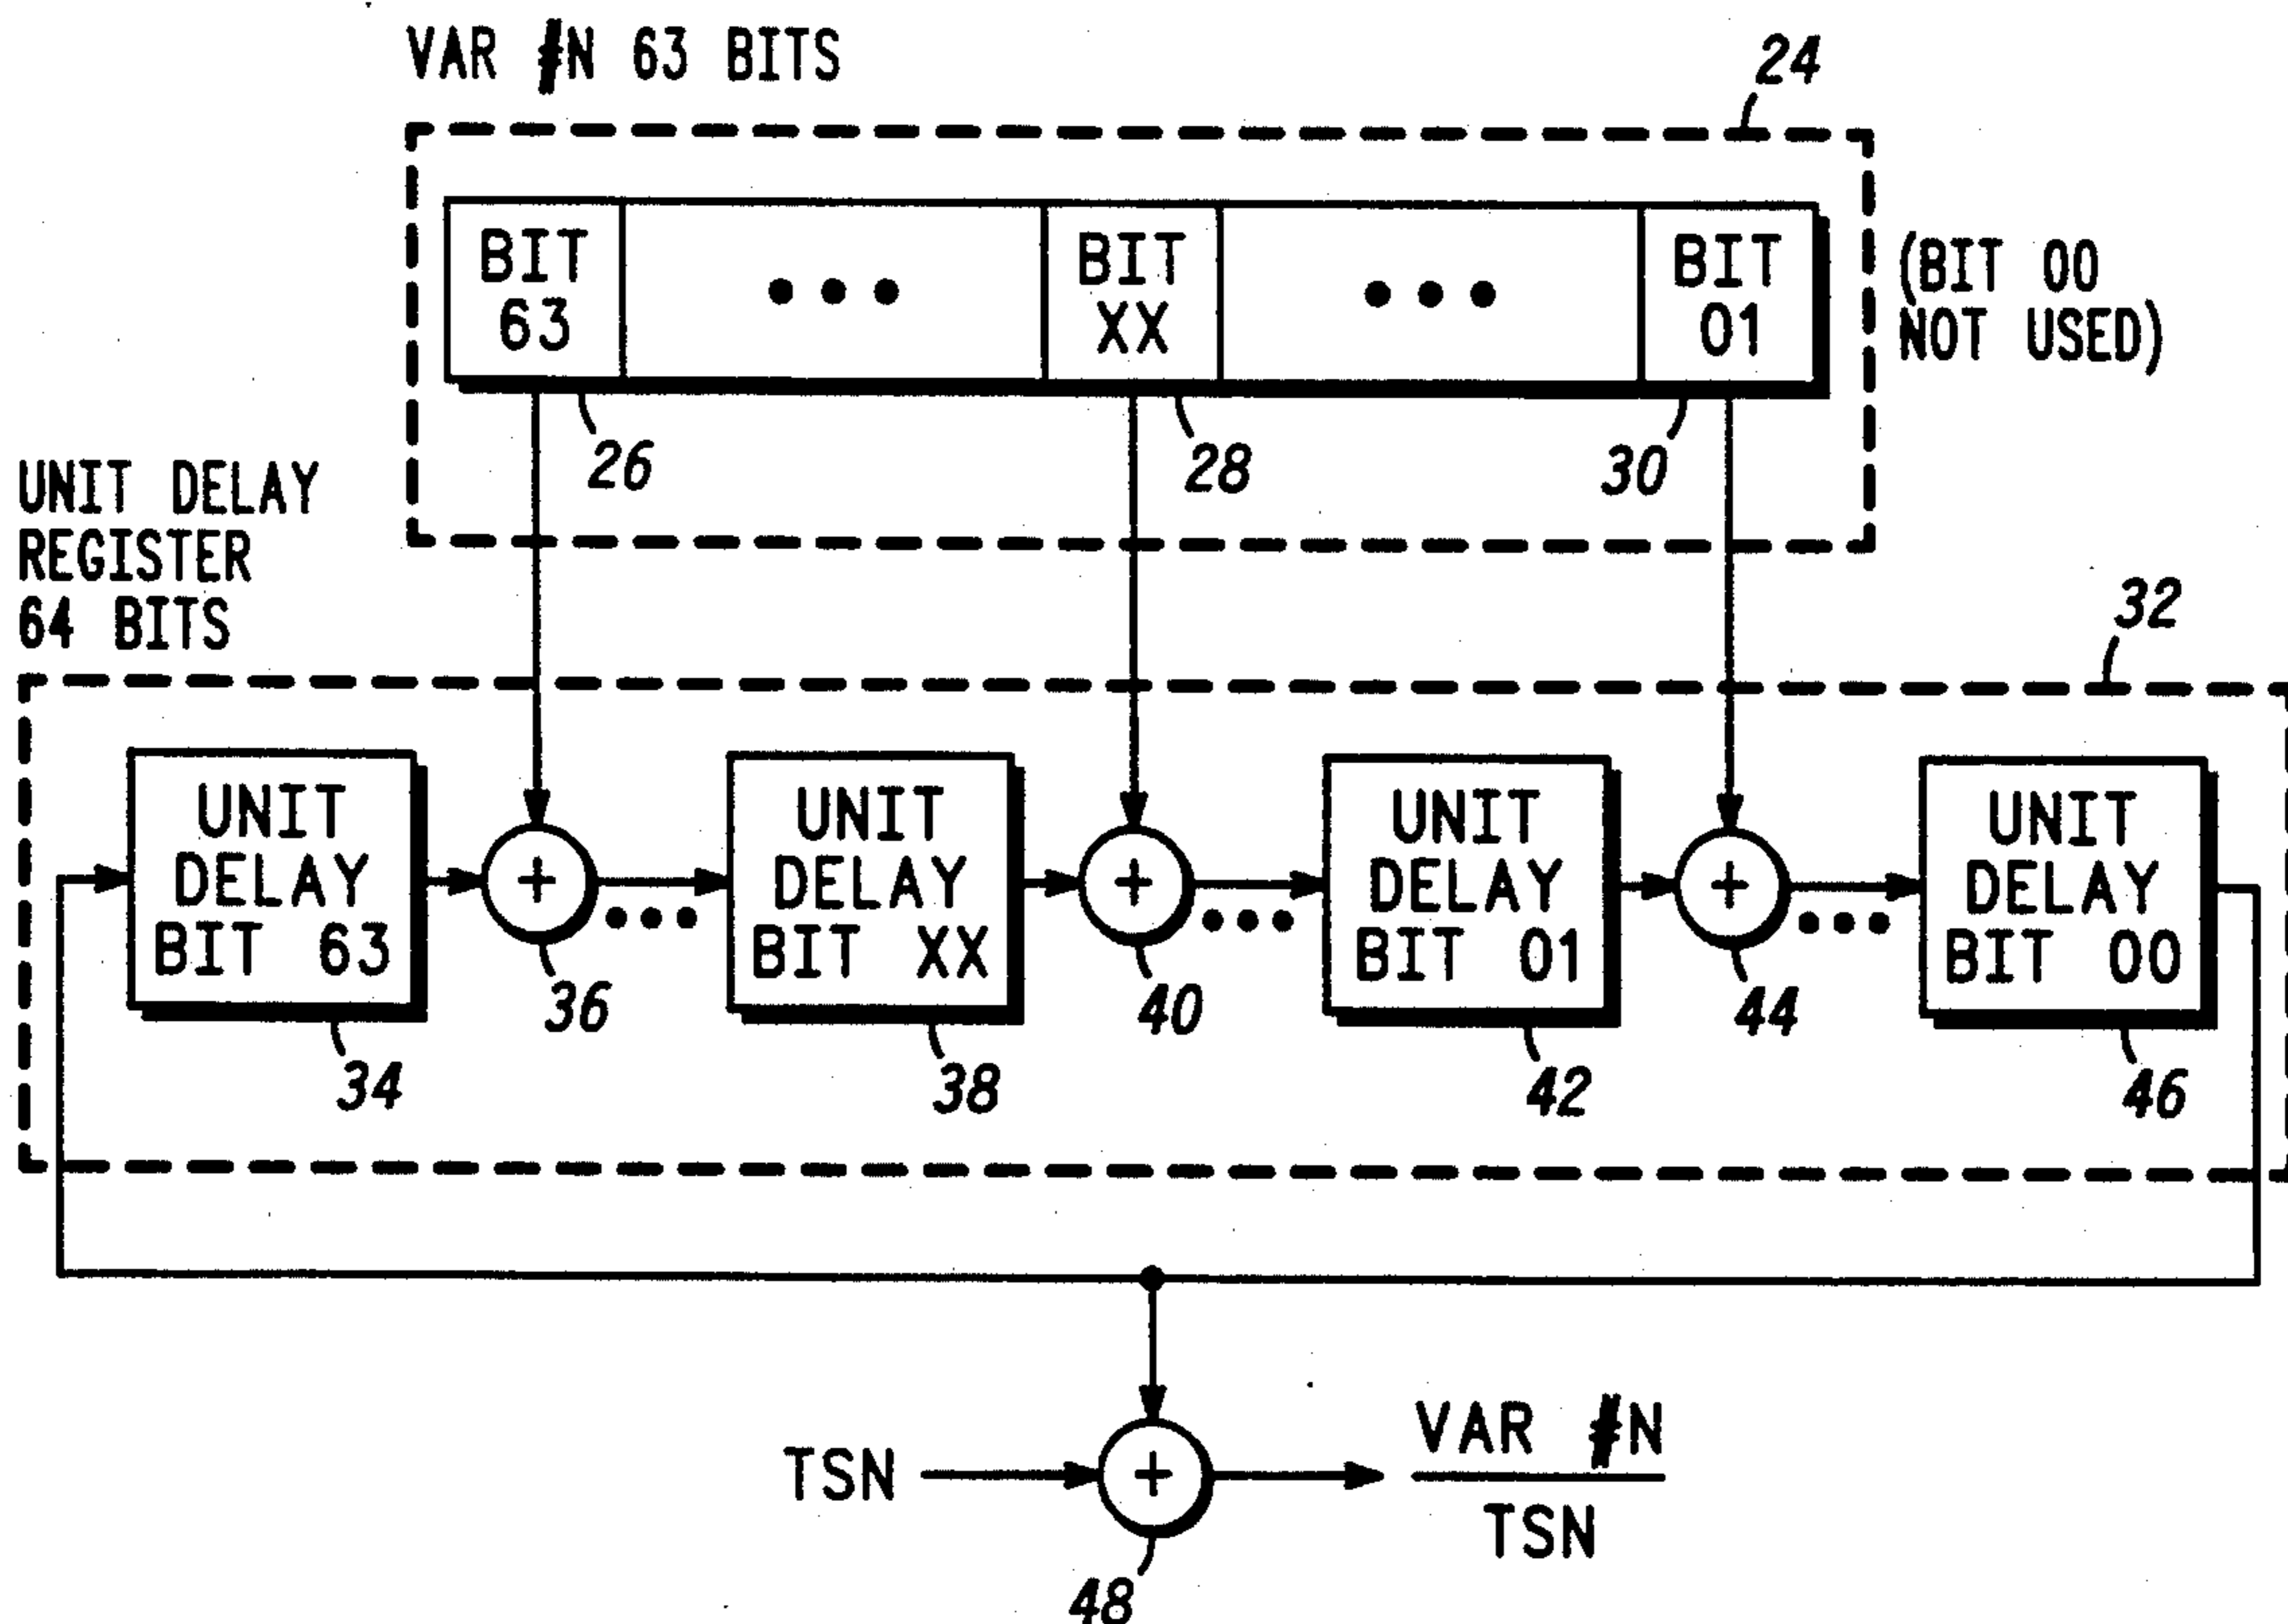 VAR #N 63 BITS
24
BIT
63
BIT
XX
BIT
01
(BIT 00
NOT USED)
26
28
30
UNIT DELAY
REGISTER
64 BITS
32
UNIT
DELAY
BIT 63
+
UNIT
DELAY
BIT XX
+
UNIT
DELAY
BIT 01
+
UNIT
DELAY
BIT 00
34
36
38
40
42
44
46
TSN
+
VAR #N
TSN
48